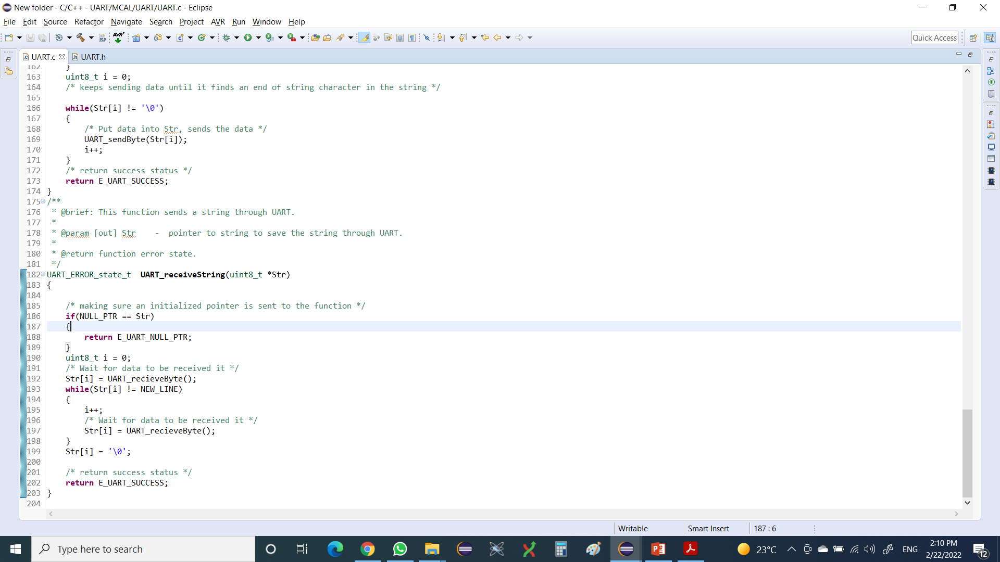 New folder - C/C++ - UART/MCAL/UART/UART.c - Eclipse
File Edit Source Refactor Navigate Search Project AVR Run Window Help
Quick Access
UART.c UART.h
162     }
163     uint8_t i = 0;
164     /* keeps sending data until it finds an end of string character in the string */
165
166     while(Str[i] != '\0')
167     {
168         /* Put data into Str, sends the data */
169         UART_sendByte(Str[i]);
170         i++;
171     }
172     /* return success status */
173     return E_UART_SUCCESS;
174 }
175 /**
176  * @brief: This function sends a string through UART.
177  *
178  * @param [out] Str    -  pointer to string to save the string through UART.
179  *
180  * @return function error state.
181  */
182 UART_ERROR_state_t  UART_receiveString(uint8_t *Str)
183 {
184
185     /* making sure an initialized pointer is sent to the function */
186     if(NULL_PTR == Str)
187     {
188         return E_UART_NULL_PTR;
189     }
190     uint8_t i = 0;
191     /* Wait for data to be received it */
192     Str[i] = UART_recieveByte();
193     while(Str[i] != NEW_LINE)
194     {
195         i++;
196         /* Wait for data to be received it */
197         Str[i] = UART_recieveByte();
198     }
199     Str[i] = '\0';
200
201     /* return success status */
202     return E_UART_SUCCESS;
203 }
204
Writable Smart Insert 187 : 6
Type here to search
23°C ENG
2:10 PM
2/22/2022
12